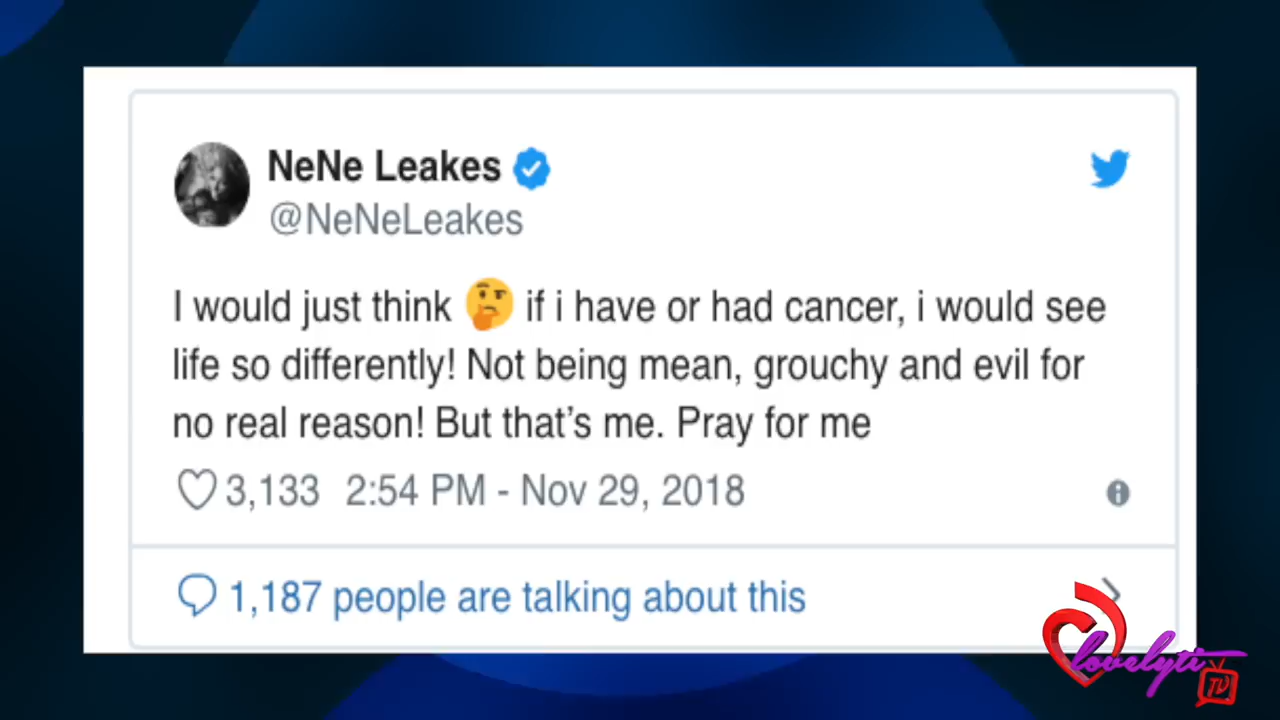 NeNe Leakes
@NeNeLeakes
I would just think 🤔 if i have or had cancer, i would see
life so differently! Not being mean, grouchy and evil for
no real reason! But that's me. Pray for me
3,133 2:54 PM - Nov 29, 2018
1,187 people are talking about this
lovelyti
TV